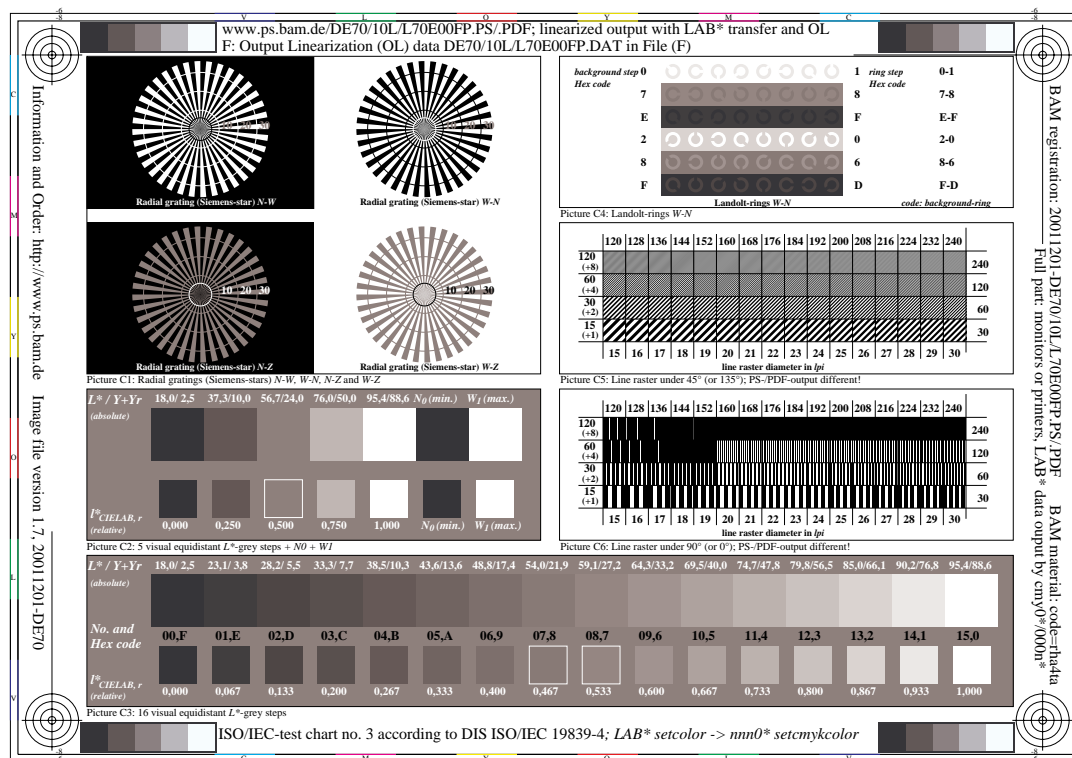 www.ps.bam.de/DE70/10L/L70E00FP.PS/.PDF; linearized output with LAB* transfer and OL
F: Output Linearization (OL) data DE70/10L/L70E00FP.DAT in File (F)
Information and Order: http://www.ps.bam.de Image file version 1.7, 20011201-DE70
10 20 30
10 20 30
Radial grating (Siemens-star) N-W
Radial grating (Siemens-star) W-N
10 20 30
10 20 30
Radial grating (Siemens-star) N-Z
Radial grating (Siemens-star) W-Z
Picture C1: Radial gratings (Siemens-stars) N-W, W-N, N-Z and W-Z
L* / Y+Yr 18,0/ 2,5 37,3/10,0 56,7/24,0 76,0/50,0 95,4/88,6 N0 (min.) W1 (max.)
(absolute)
l*CIELAB, r
(relative)
0,000 0,250 0,500 0,750 1,000 N0 (min.) W1 (max.)
Picture C2: 5 visual equidistant L*-grey steps + N0 + W1
background step 0 1 ring step 0-1
Hex code Hex code
7 8 7-8
E F E-F
2 0 2-0
8 6 8-6
F D F-D
Landolt-rings W-N code: background-ring
Picture C4: Landolt-rings W-N
120 128 136 144 152 160 168 176 184 192 200 208 216 224 232 240
120 (+8) 240
60 (+4) 120
30 (+2) 60
15 (+1) 30
15 16 17 18 19 20 21 22 23 24 25 26 27 28 29 30
line raster diameter in lpi
Picture C5: Line raster under 45° (or 135°); PS-/PDF-output different!
120 128 136 144 152 160 168 176 184 192 200 208 216 224 232 240
120 (+8) 240
60 (+4) 120
30 (+2) 60
15 (+1) 30
15 16 17 18 19 20 21 22 23 24 25 26 27 28 29 30
line raster diameter in lpi
Picture C6: Line raster under 90° (or 0°); PS-/PDF-output different!
L* / Y+Yr 18,0/ 2,5 23,1/ 3,8 28,2/ 5,5 33,3/ 7,7 38,5/10,3 43,6/13,6 48,8/17,4 54,0/21,9 59,1/27,2 64,3/33,2 69,5/40,0 74,7/47,8 79,8/56,5 85,0/66,1 90,2/76,8 95,4/88,6
(absolute)
No. and
Hex code
00,F 01,E 02,D 03,C 04,B 05,A 06,9 07,8 08,7 09,6 10,5 11,4 12,3 13,2 14,1 15,0
l*CIELAB, r
(relative)
0,000 0,067 0,133 0,200 0,267 0,333 0,400 0,467 0,533 0,600 0,667 0,733 0,800 0,867 0,933 1,000
Picture C3: 16 visual equidistant L*-grey steps
BAM registration: 20011201-DE70/10L/L70E00FP.PS/.PDF BAM material: code=rha4ta
Full part: monitors or printers, LAB* data ouput by cmy0*/000n*
ISO/IEC-test chart no. 3 according to DIS ISO/IEC 19839-4; LAB* setcolor -> nnn0* setcmykcolor